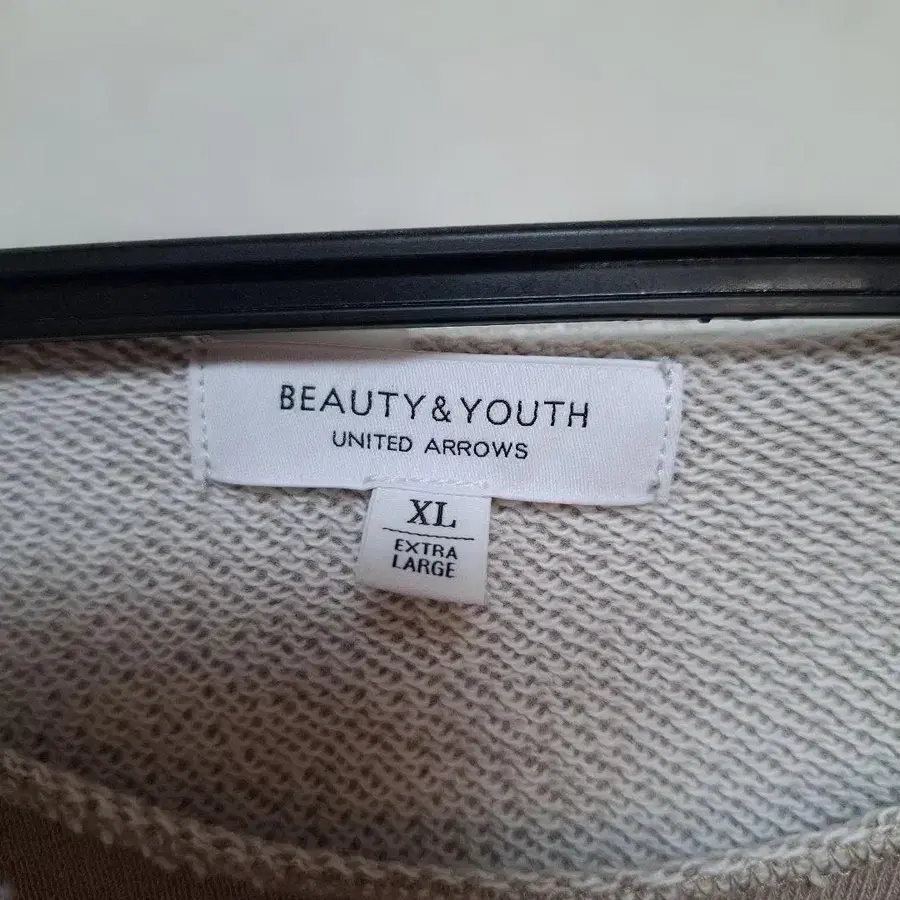 BEAUTY&YOUTH
UNITED ARROWS
XL
EXTRA
LARGE